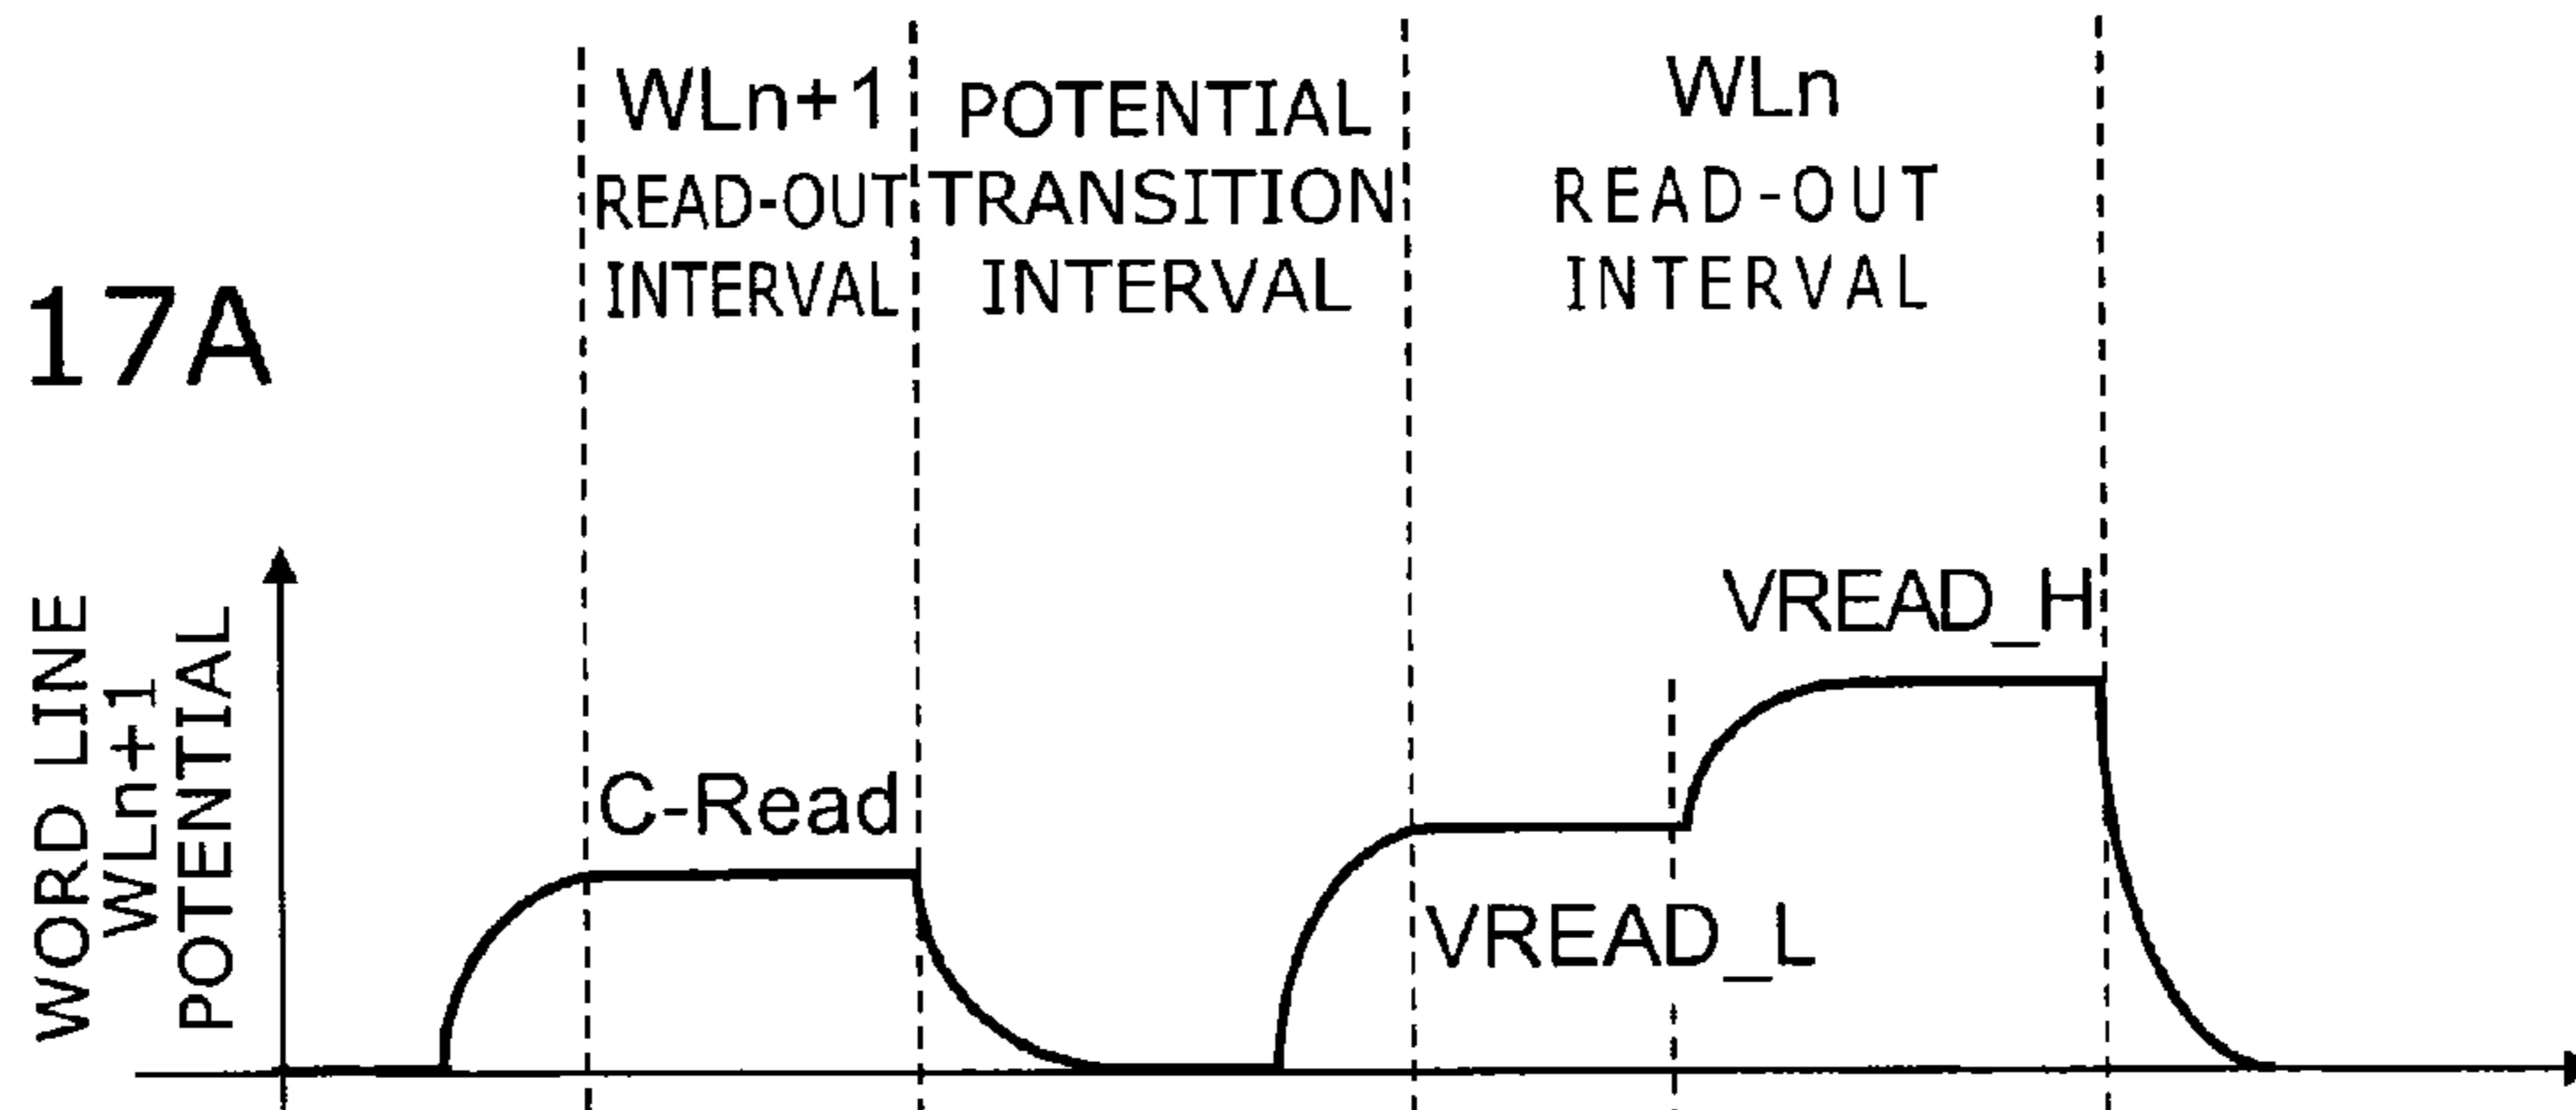 17A
WLn+1
READ-OUT
INTERVAL
POTENTIAL
TRANSITION
INTERVAL
WLn
READ-OUT
INTERVAL
WORD LINE
WLn+1
POTENTIAL
C-Read
VREAD_L
VREAD_H